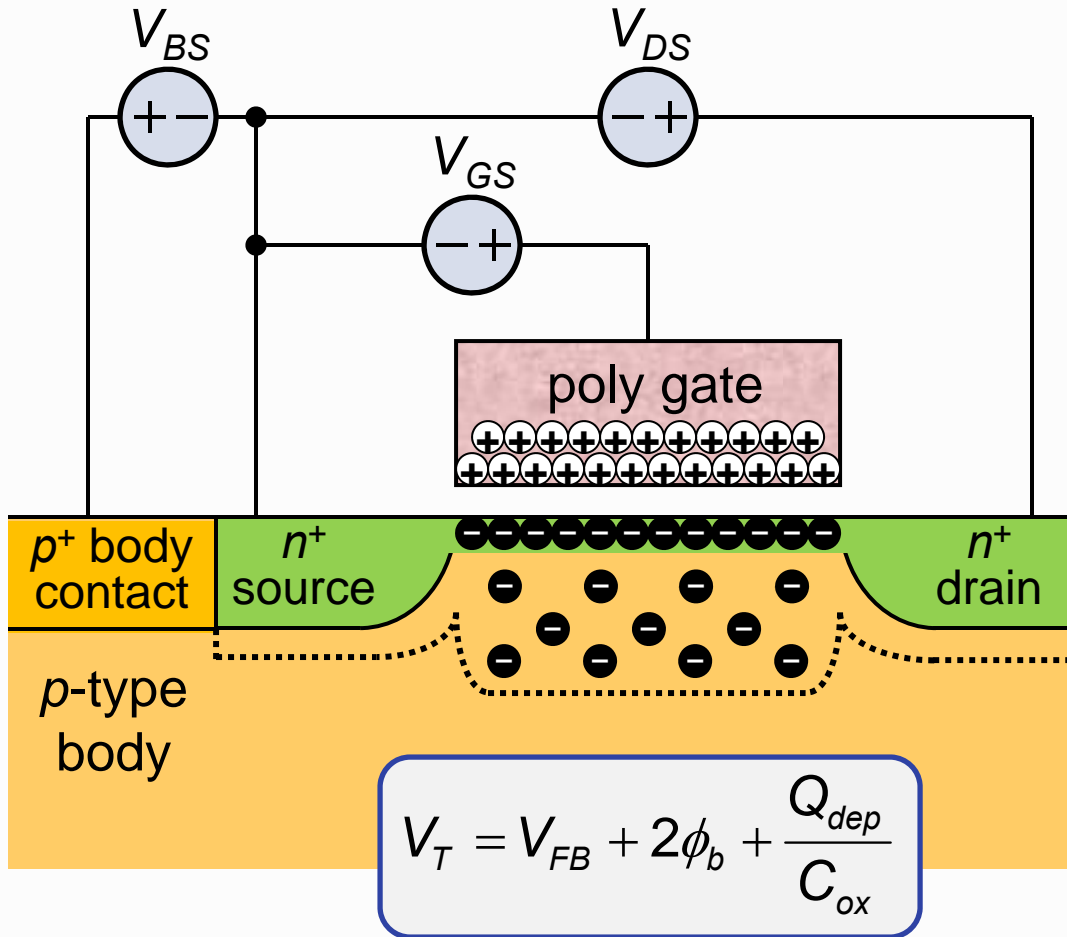 V_BS
V_DS
+ −
− +
V_GS
− +
poly gate
+ + + + + + + + + + +
+ + + + + + + + + + + +
− − − − − − − − − − − −
p⁺ body
contact
n⁺
source
n⁺
drain
− − − −
− − −
− − − −
p-type
body
V_T = V_FB + 2ϕ_b + Q_dep / C_ox